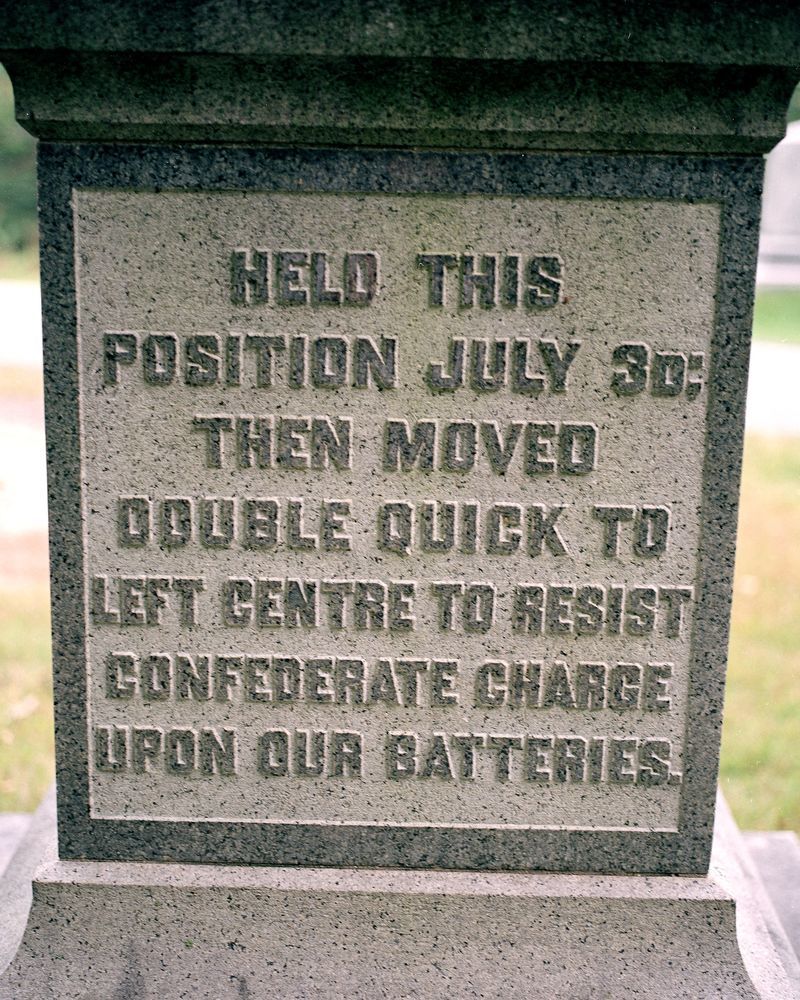 HELD THIS
POSITION JULY 3D;
THEN MOVED
DOUBLE QUICK TO
LEFT CENTRE TO RESIST
CONFEDERATE CHARGE
UPON OUR BATTERIES.